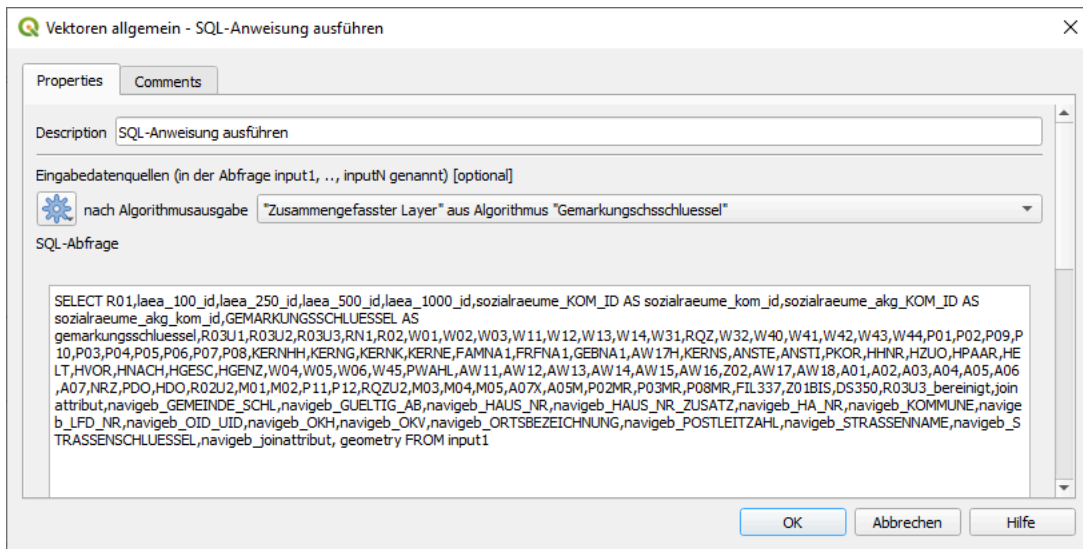 Vektoren allgemein - SQL-Anweisung ausführen
Properties
Comments
Description
SQL-Anweisung ausführen
Eingabedatenquellen (in der Abfrage input1, .., inputN genannt) [optional]
nach Algorithmusausgabe
"Zusammengefasster Layer" aus Algorithmus "Gemarkungschsschluessel"
SQL-Abfrage
SELECT R01,laea_100_id,laea_250_id,laea_500_id,laea_1000_id,sozialraeume_KOM_ID AS sozialraeume_kom_id,sozialraeume_akg_KOM_ID AS
sozialraeume_akg_kom_id,GEMARKUNGSSCHLUESSEL AS
gemarkungsschluessel,R03U1,R03U2,R03U3,RN1,R02,W01,W02,W03,W11,W12,W13,W14,W31,RQZ,W32,W40,W41,W42,W43,W44,P01,P02,P09,P
10,P03,P04,P05,P06,P07,P08,KERNHH,KERNG,KERNK,KERNE,FAMNA1,FRFNA1,GEBNA1,AW17H,KERNS,ANSTE,ANSTI,PKOR,HHNR,HZUO,HPAAR,HE
LT,HVOR,HNACH,HGESC,HGENZ,W04,W05,W06,W45,PWAHL,AW11,AW12,AW13,AW14,AW15,AW16,Z02,AW17,AW18,A01,A02,A03,A04,A05,A06
,A07,NRZ,PDO,HDO,R02U2,M01,M02,P11,P12,RQZU2,M03,M04,M05,A07X,A05M,P02MR,P03MR,P08MR,FIL337,Z01BIS,DS350,R03U3_bereinigt,join
attribut,navigeb_GEMEINDE_SCHL,navigeb_GUELTIG_AB,navigeb_HAUS_NR,navigeb_HAUS_NR_ZUSATZ,navigeb_HA_NR,navigeb_KOMMUNE,navige
b_LFD_NR,navigeb_OID_UID,navigeb_OKH,navigeb_OKV,navigeb_ORTSBEZEICHNUNG,navigeb_POSTLEITZAHL,navigeb_STRASSENNAME,navigeb_S
TRASSENSCHLUESSEL,navigeb_joinattribut, geometry FROM input1
OK
Abbrechen
Hilfe